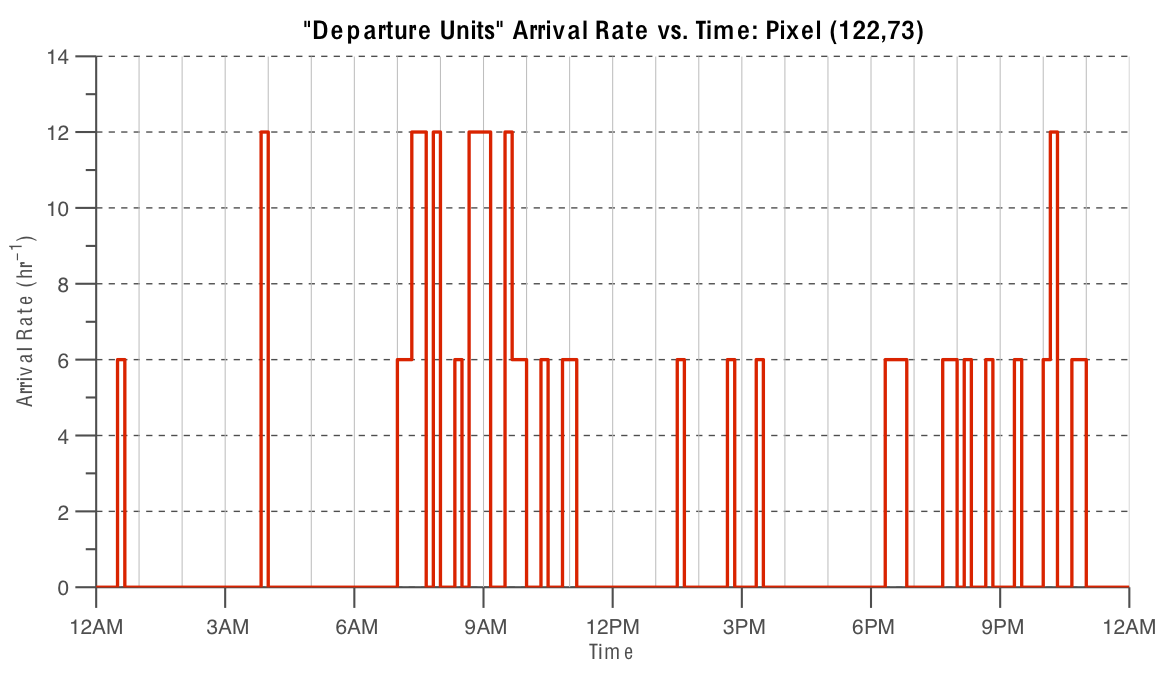 "Departure Units" Arrival Rate vs. Time: Pixel (122,73)
14
12
10
8
6
4
2
0
Arrival Rate (hr⁻¹)
12AM 3AM 6AM 9AM 12PM 3PM 6PM 9PM 12AM
Time